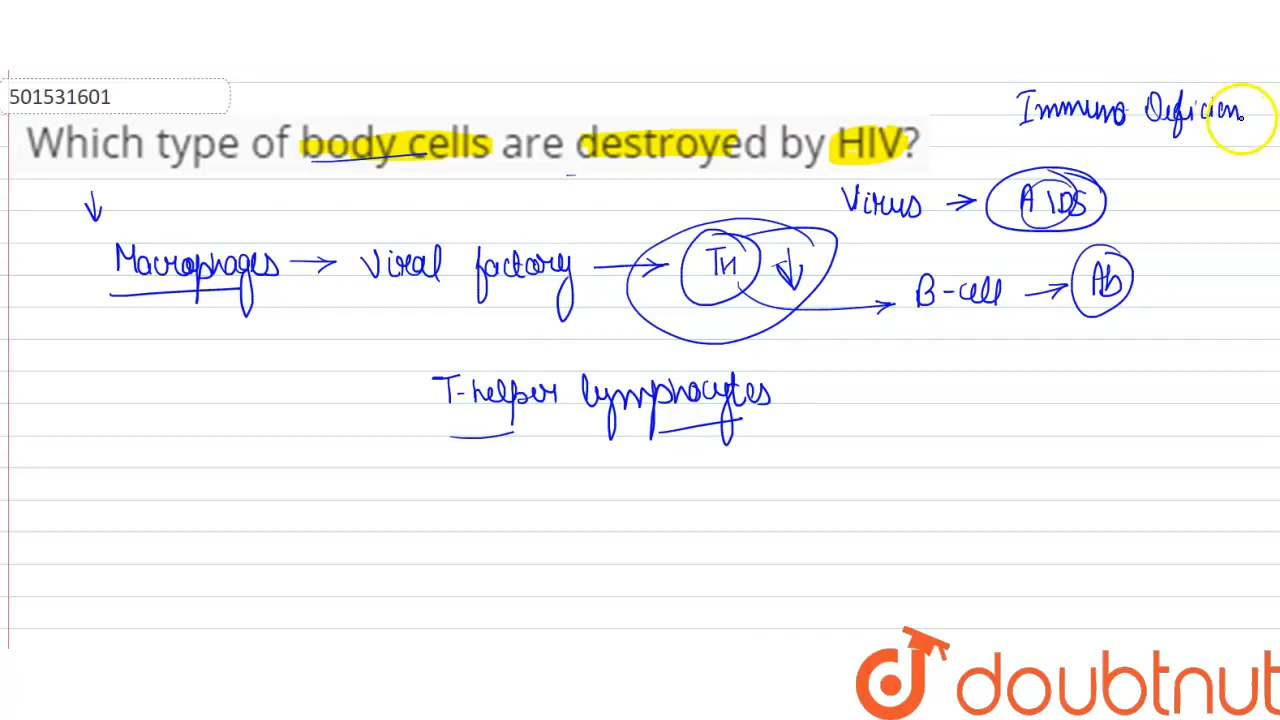 501531601
Immuno Deficien
Which type of body cells are destroyed by HIV?
Virus → AIDS
↓
Macrophages → Viral factory → TH ↓ → B-cell → Ab
T-helper lymphocytes
doubtnut